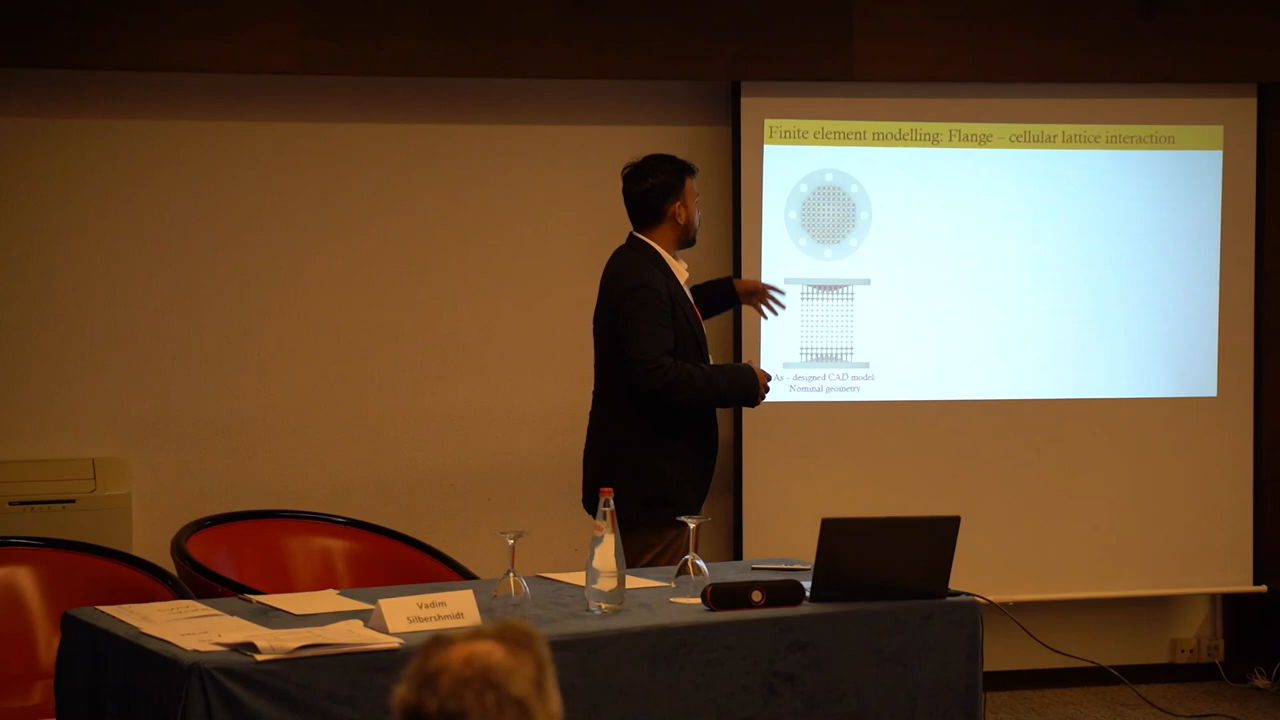 Finite element modelling: Flange – cellular lattice interaction
As – designed CAD model
Nominal geometry
Vadim
Silbershmidt